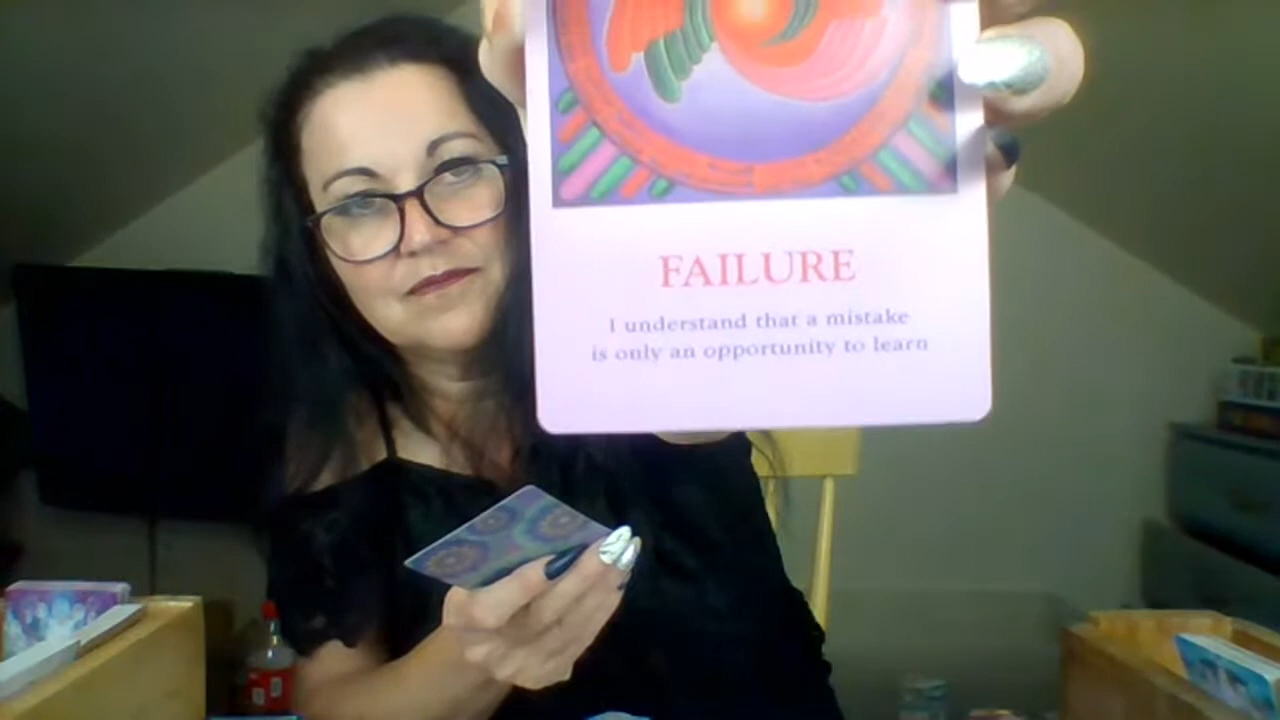 FAILURE
I understand that a mistake
is only an opportunity to learn